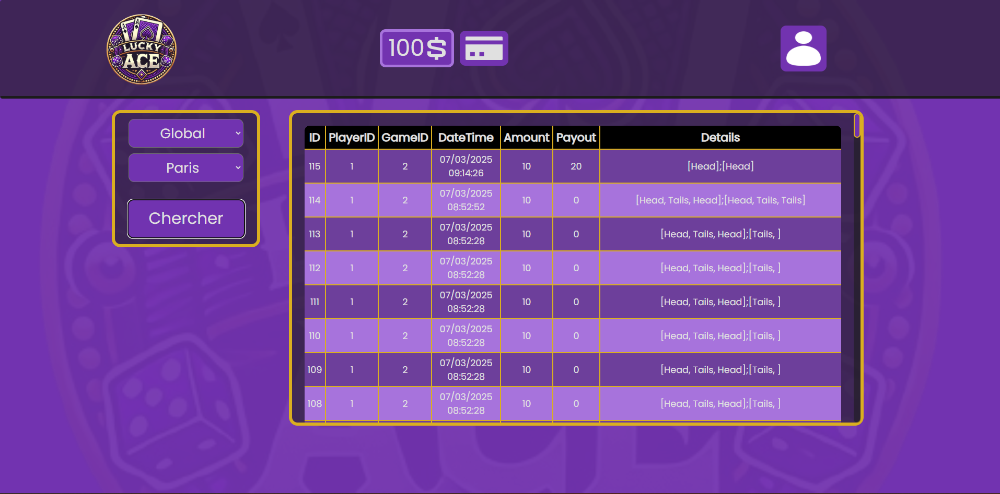 A A
LUCKY
ACE
100$
Global
Paris
Chercher
ID PlayerID GameID DateTime Amount Payout Details
115 1 2 07/03/2025 09:14:26 10 20 [Head];[Head]
114 1 2 07/03/2025 08:52:52 10 0 [Head, Tails, Head];[Head, Tails, Tails]
113 1 2 07/03/2025 08:52:28 10 0 [Head, Tails, Head];[Tails, ]
112 1 2 07/03/2025 08:52:28 10 0 [Head, Tails, Head];[Tails, ]
111 1 2 07/03/2025 08:52:28 10 0 [Head, Tails, Head];[Tails, ]
110 1 2 07/03/2025 08:52:28 10 0 [Head, Tails, Head];[Tails, ]
109 1 2 07/03/2025 08:52:28 10 0 [Head, Tails, Head];[Tails, ]
108 1 2 07/03/2025 08:52:28 10 0 [Head, Tails, Head];[Tails, ]